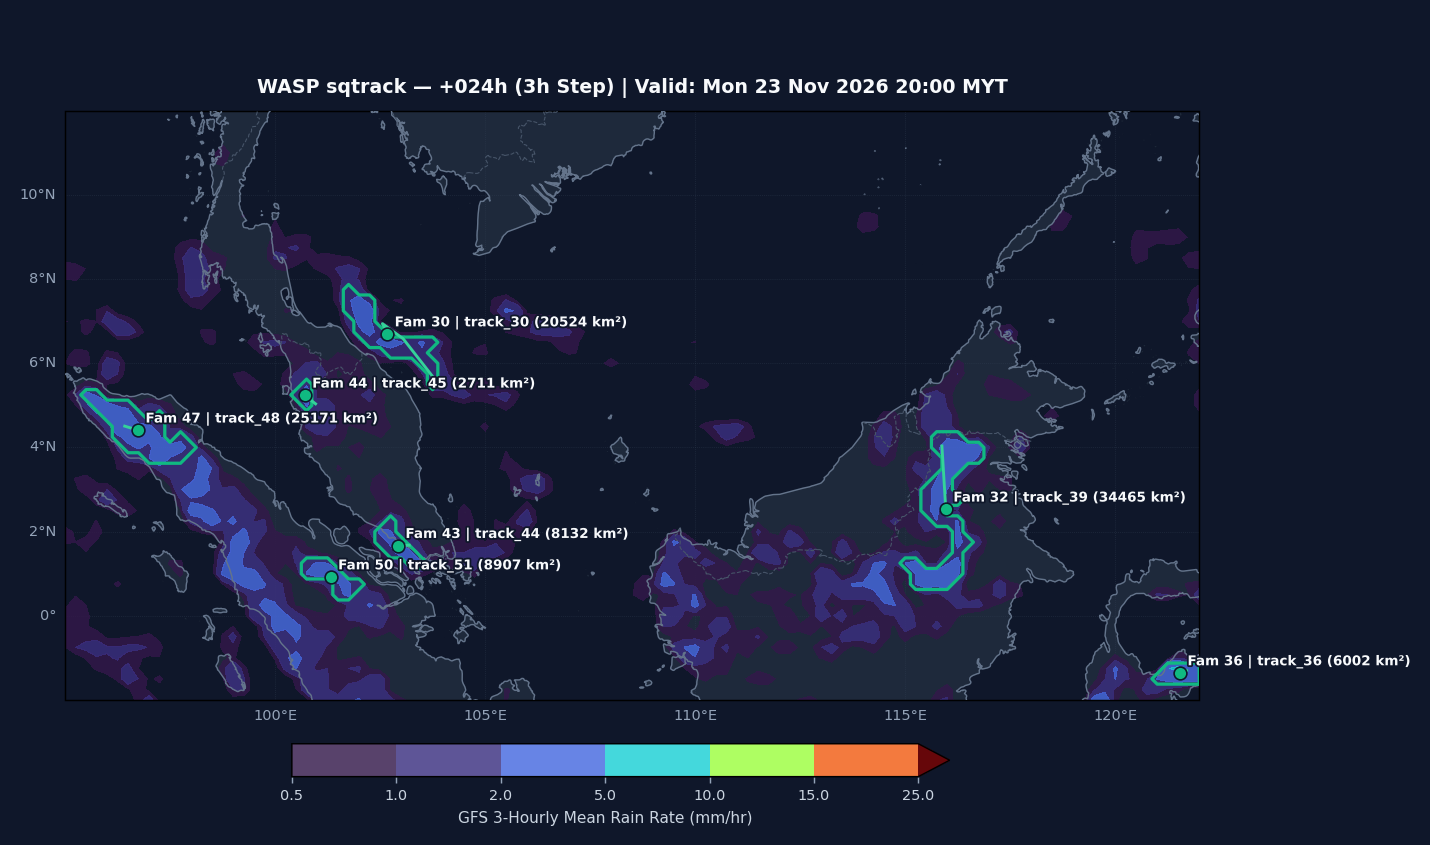 WASP sqtrack — +024h (3h Step) | Valid: Mon 23 Nov 2026 20:00 MYT
10°N
8°N
6°N
4°N
2°N
0°
Fam 30 | track_30 (20524 km²)
Fam 44 | track_45 (2711 km²)
Fam 47 | track_48 (25171 km²)
Fam 32 | track_39 (34465 km²)
Fam 43 | track_44 (8132 km²)
Fam 50 | track_51 (8907 km²)
Fam 36 | track_36 (6002 km²)
100°E 105°E 110°E 115°E 120°E
0.5 1.0 2.0 5.0 10.0 15.0 25.0
GFS 3-Hourly Mean Rain Rate (mm/hr)